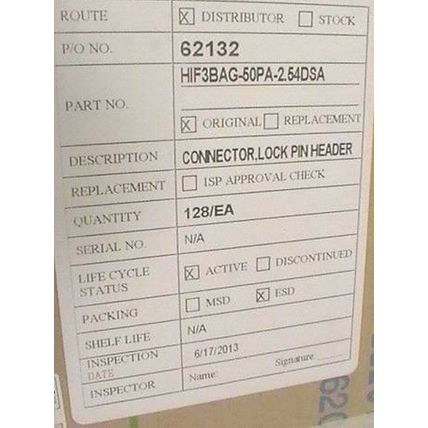 ROUTE X DISTRIBUTOR STOCK
P/O NO. 62132
HIF3BAG-50PA-2.54DSA
PART NO.
X ORIGINAL REPLACEMENT
DESCRIPTION CONNECTOR,LOCK PIN HEADER
REPLACEMENT ISP APPROVAL CHECK
QUANTITY 128/EA
SERIAL NO. N/A
LIFE CYCLE STATUS X ACTIVE DISCONTINUED
PACKING MSD X ESD
SHELF LIFE N/A
INSPECTION DATE 6/17/2013
INSPECTOR Name: Signature: